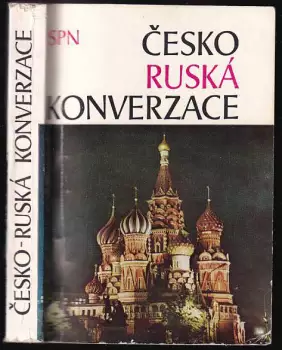 SPN
ČESKO
RUSKÁ
KONVERZACE
ČESKO-RUSKÁ KONVERZACE